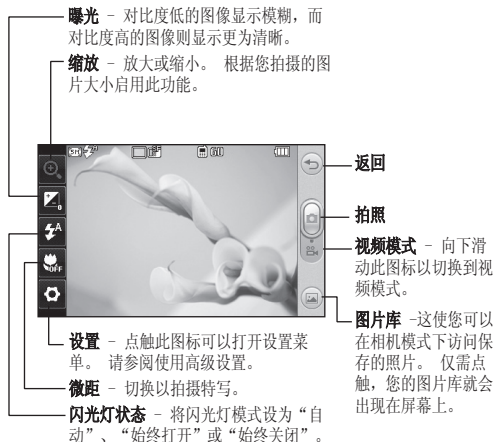 曝光 - 对比度低的图像显示模糊，而
对比度高的图像则显示更为清晰。
缩放 - 放大或缩小。 根据您拍摄的图
片大小启用此功能。
返回
拍照
视频模式 - 向下滑
动此图标以切换到视
频模式。
图片库 -这使您可以
在相机模式下访问保
存的照片。 仅需点
触，您的图片库就会
出现在屏幕上。
设置 - 点触此图标可以打开设置菜
单。 请参阅使用高级设置。
微距 - 切换以拍摄特写。
闪光灯状态 - 将闪光灯模式设为“自
动”、“始终打开”或“始终关闭”。
5M
A
60
A
OFF